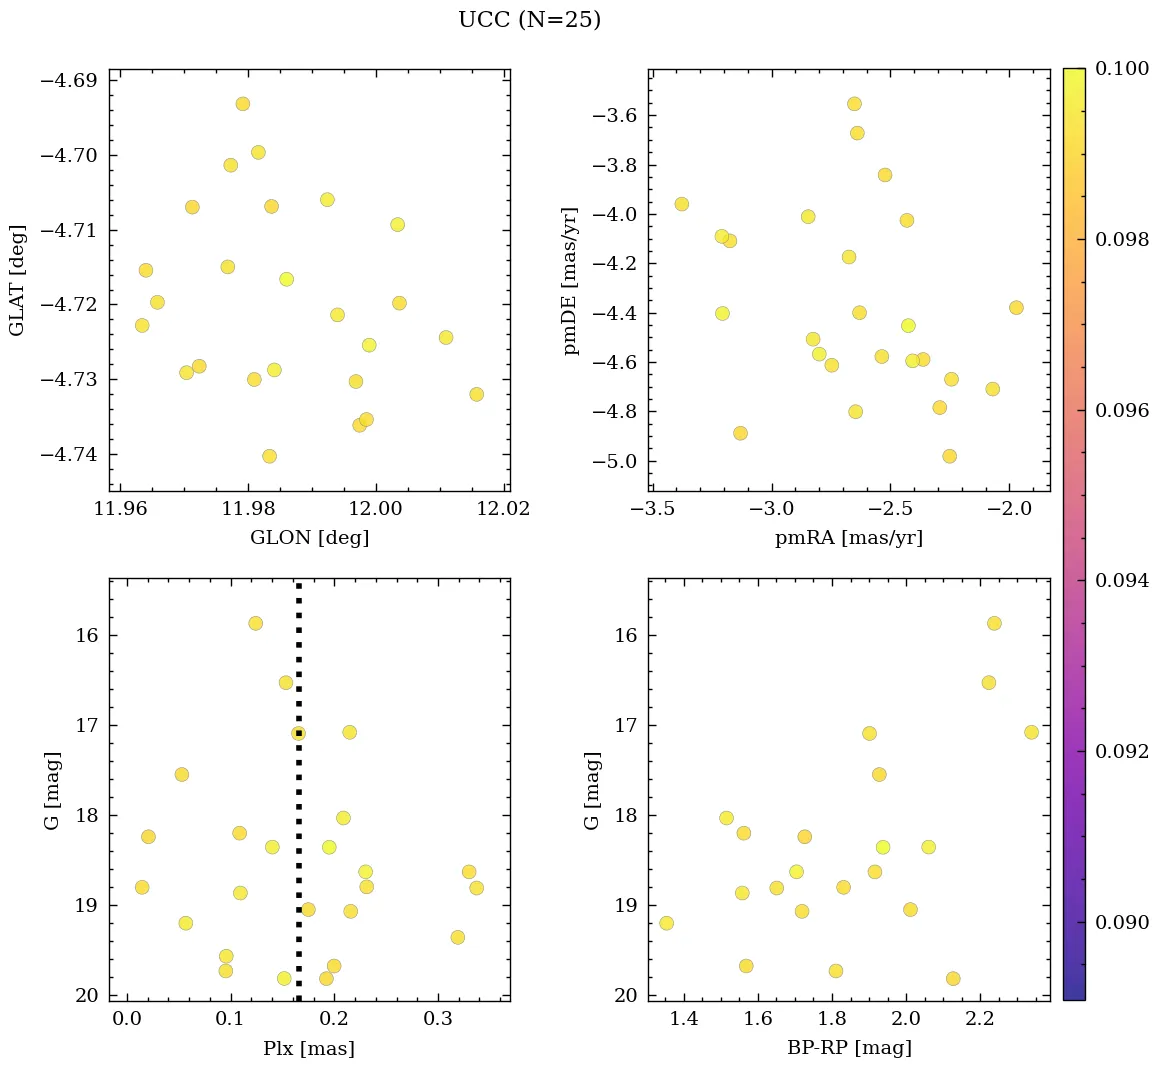 UCC (N=25)
−4.69
−4.70
−4.71
−4.72
−4.73
−4.74
GLAT [deg]
11.96 11.98 12.00 12.02
GLON [deg]
−3.6
−3.8
−4.0
−4.2
−4.4
−4.6
−4.8
−5.0
pmDE [mas/yr]
−3.5 −3.0 −2.5 −2.0
pmRA [mas/yr]
0.100
0.098
0.096
0.094
0.092
0.090
16
17
18
19
20
G [mag]
0.0 0.1 0.2 0.3
Plx [mas]
16
17
18
19
20
G [mag]
1.4 1.6 1.8 2.0 2.2
BP-RP [mag]